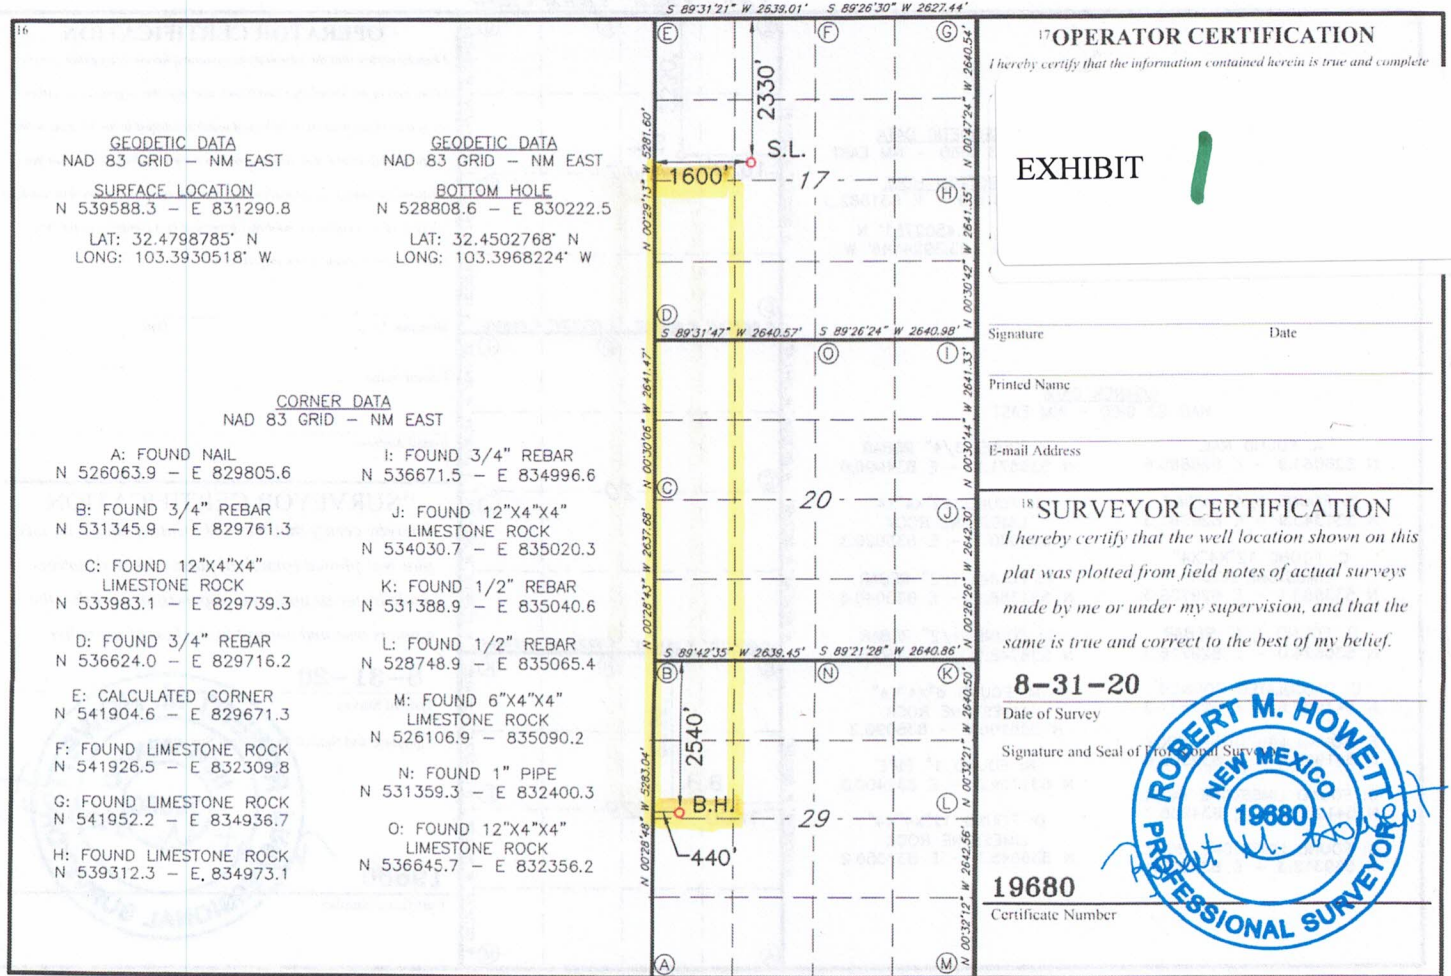 S 89°31'21" W 2639.01' S 89°26'30" W 2627.44'
16
GEODETIC DATA
NAD 83 GRID – NM EAST
SURFACE LOCATION
N 539588.3 – E 831290.8
LAT: 32.4798785° N
LONG: 103.3930518° W
GEODETIC DATA
NAD 83 GRID – NM EAST
BOTTOM HOLE
N 528808.6 – E 830222.5
LAT: 32.4502768° N
LONG: 103.3968224° W
CORNER DATA
NAD 83 GRID – NM EAST
A: FOUND NAIL
N 526063.9 – E 829805.6
B: FOUND 3/4" REBAR
N 531345.9 – E 829761.3
C: FOUND 12"X4"X4"
LIMESTONE ROCK
N 533983.1 – E 829739.3
D: FOUND 3/4" REBAR
N 536624.0 – E 829716.2
E: CALCULATED CORNER
N 541904.6 – E 829671.3
F: FOUND LIMESTONE ROCK
N 541926.5 – E 832309.8
G: FOUND LIMESTONE ROCK
N 541952.2 – E 834936.7
H: FOUND LIMESTONE ROCK
N 539312.3 – E. 834973.1
I: FOUND 3/4" REBAR
N 536671.5 – E 834996.6
J: FOUND 12"X4"X4"
LIMESTONE ROCK
N 534030.7 – E 835020.3
K: FOUND 1/2" REBAR
N 531388.9 – E 835040.6
L: FOUND 1/2" REBAR
N 528748.9 – E 835065.4
M: FOUND 6"X4"X4"
LIMESTONE ROCK
N 526106.9 – E 835090.2
N: FOUND 1" PIPE
N 531359.3 – E 832400.3
O: FOUND 12"X4"X4"
LIMESTONE ROCK
N 536645.7 – E 832356.2
E F G
2330'
S.L.
1600'
17
H
N 00°29'13" W 5281.60'
N 00°47'24" W 2640.54'
N 00°30'42" W 2641.35'
D
S 89°31'47" W 2640.57' S 89°26'24" W 2640.98'
O I
N 00°30'06" W 2641.47'
N 00°30'44" W 2641.33'
C
20
J
N 00°28'43" W 2637.69'
N 00°26'20" W 2642.30'
S 89°42'35" W 2639.45' S 89°21'28" W 2640.86'
B N K
2540
B.H.
29
L
440'
N 00°28'48" W 5283.04'
N 00°32'21" W 2640.50'
N 00°32'12" W 2642.56'
A M
17 OPERATOR CERTIFICATION
I hereby certify that the information contained herein is true and complete
EXHIBIT 1
Signature Date
Printed Name
E-mail Address
18 SURVEYOR CERTIFICATION
I hereby certify that the well location shown on this
plat was plotted from field notes of actual surveys
made by me or under my supervision, and that the
same is true and correct to the best of my belief.
8-31-20
Date of Survey
Signature and Seal of Professional Surveyor
ROBERT M. HOWETT
NEW MEXICO
19680
PROFESSIONAL SURVEYOR
Robert M. Howett
19680
Certificate Number